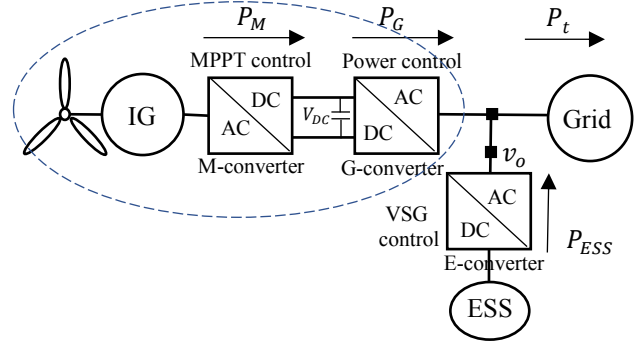 P_M P_G P_t
MPPT control Power control
IG
DC
AC
V_DC
AC
DC
Grid
M-converter G-converter
v_o
VSG
control
AC
DC
P_ESS
E-converter
ESS